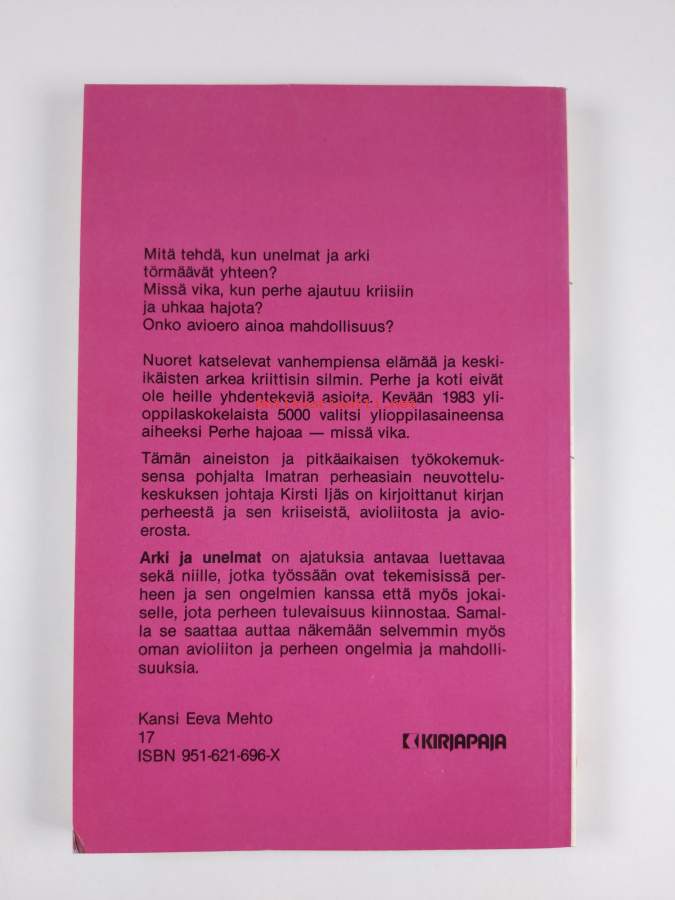 Mitä tehdä, kun unelmat ja arki
törmäävät yhteen?
Missä vika, kun perhe ajautuu kriisiin
ja uhkaa hajota?
Onko avioero ainoa mahdollisuus?
Nuoret katselevat vanhempiensa elämää ja keski-
ikäisten arkea kriittisin silmin. Perhe ja koti eivät
ole heille yhdentekeviä asioita. Kevään 1983 yli-
oppilaskokelaista 5000 valitsi ylioppilasaineensa
aiheeksi Perhe hajoaa — missä vika.
Tämän aineiston ja pitkäaikaisen työkokemuk-
sensa pohjalta Imatran perheasiain neuvottelu-
keskuksen johtaja Kirsti Ijäs on kirjoittanut kirjan
perheestä ja sen kriiseistä, avioliitosta ja avio-
erosta.
Arki ja unelmat on ajatuksia antavaa luettavaa
sekä niille, jotka työssään ovat tekemisissä per-
heen ja sen ongelmien kanssa että myös jokai-
selle, jota perheen tulevaisuus kiinnostaa. Samal-
la se saattaa auttaa näkemään selvemmin myös
oman avioliiton ja perheen ongelmia ja mahdolli-
suuksia.
Kansi Eeva Mehto
17
ISBN 951-621-696-X
KIRJAPAJA